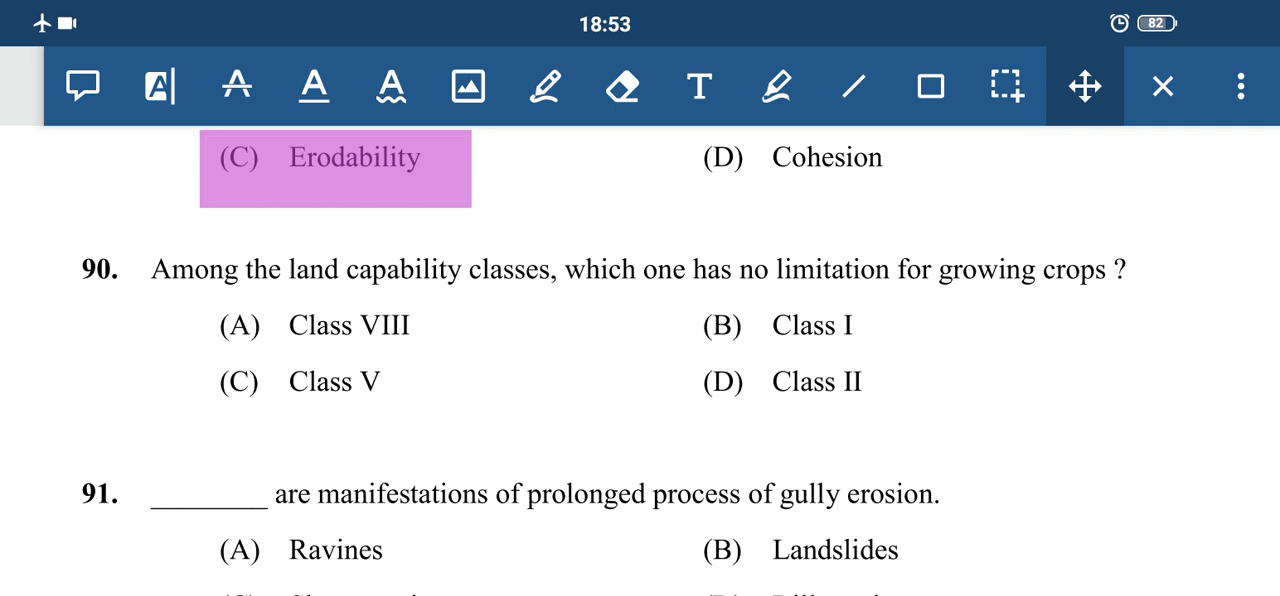 18:53
82
A A A A T
(C) Erodability (D) Cohesion
90. Among the land capability classes, which one has no limitation for growing crops ?
(A) Class VIII (B) Class I
(C) Class V (D) Class II
91. ________ are manifestations of prolonged process of gully erosion.
(A) Ravines (B) Landslides